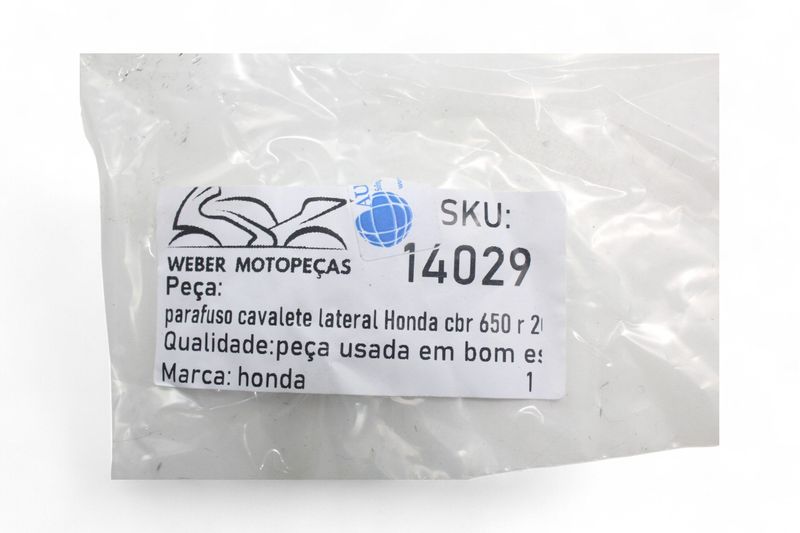 SKU:
14029
WEBER MOTOPEÇAS
Peça:
parafuso cavalete lateral Honda cbr 650 r
Qualidade:peça usada em bom
Marca: honda
1